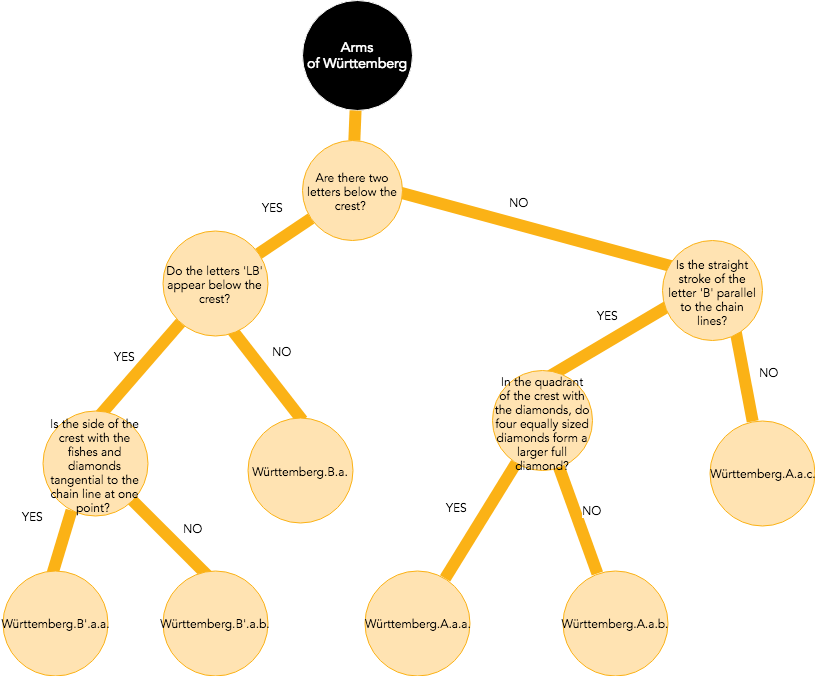 Arms
of Württemberg
Are there two
letters below the
crest?
YES
NO
Do the letters 'LB'
appear below the
crest?
Is the straight
stroke of the
letter 'B' parallel
to the chain
lines?
YES
NO
YES
NO
Is the side of the
crest with the
fishes and
diamonds
tangential to the
chain line at one
point?
Württemberg.B.a.
In the quadrant
of the crest with
the diamonds, do
four equally sized
diamonds form a
larger full
diamond?
Württemberg.A.a.c.
YES
NO
YES
NO
Württemberg.B'.a.a.
Württemberg.B'.a.b.
Württemberg.A.a.a.
Württemberg.A.a.b.